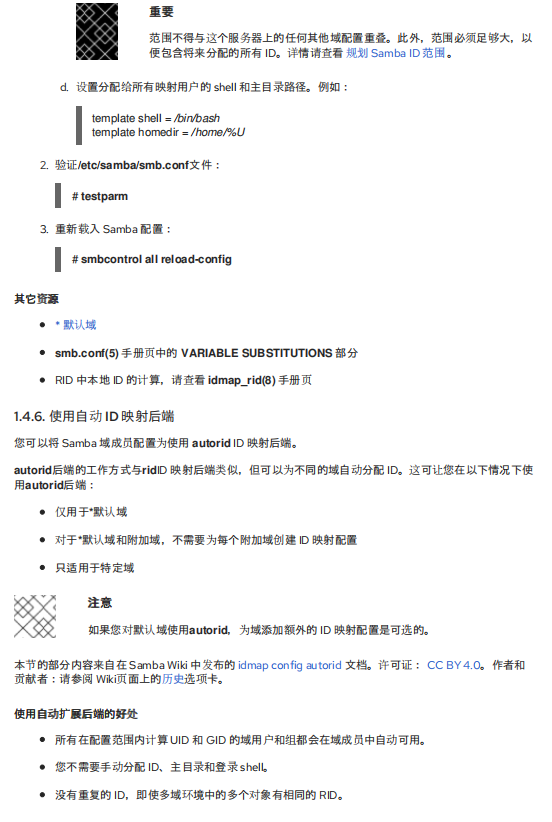 重要
范围不得与这个服务器上的任何其他域配置重叠。此外，范围必须足够大，以
便包含将来分配的所有 ID。详情请查看 规划 Samba ID 范围 。
d. 设置分配给所有映射用户的 shell 和主目录路径。例如：
template shell = /bin/bash
template homedir = /home/%U
2. 验证/etc/samba/smb.conf文件：
# testparm
3. 重新载入 Samba 配置：
# smbcontrol all reload-config
其它资源
● * 默认域
● smb.conf(5) 手册页中的 VARIABLE SUBSTITUTIONS 部分
● RID 中本地 ID 的计算，请查看 idmap_rid(8) 手册页
1.4.6. 使用自动 ID 映射后端
您可以将 Samba 域成员配置为使用 autorid ID 映射后端。
autorid后端的工作方式与ridID 映射后端类似，但可以为不同的域自动分配 ID。这可让您在以下情况下使
用autorid后端：
● 仅用于*默认域
● 对于*默认域和附加域，不需要为每个附加域创建 ID 映射配置
● 只适用于特定域
注意
如果您对默认域使用autorid，为域添加额外的 ID 映射配置是可选的。
本节的部分内容来自在 Samba Wiki 中发布的 idmap config autorid 文档。许可证： CC BY 4.0。作者和
贡献者：请参阅 Wiki页面上的历史选项卡。
使用自动扩展后端的好处
● 所有在配置范围内计算 UID 和 GID 的域用户和组都会在域成员中自动可用。
● 您不需要手动分配 ID、主目录和登录 shell。
● 没有重复的 ID，即使多域环境中的多个对象有相同的 RID。